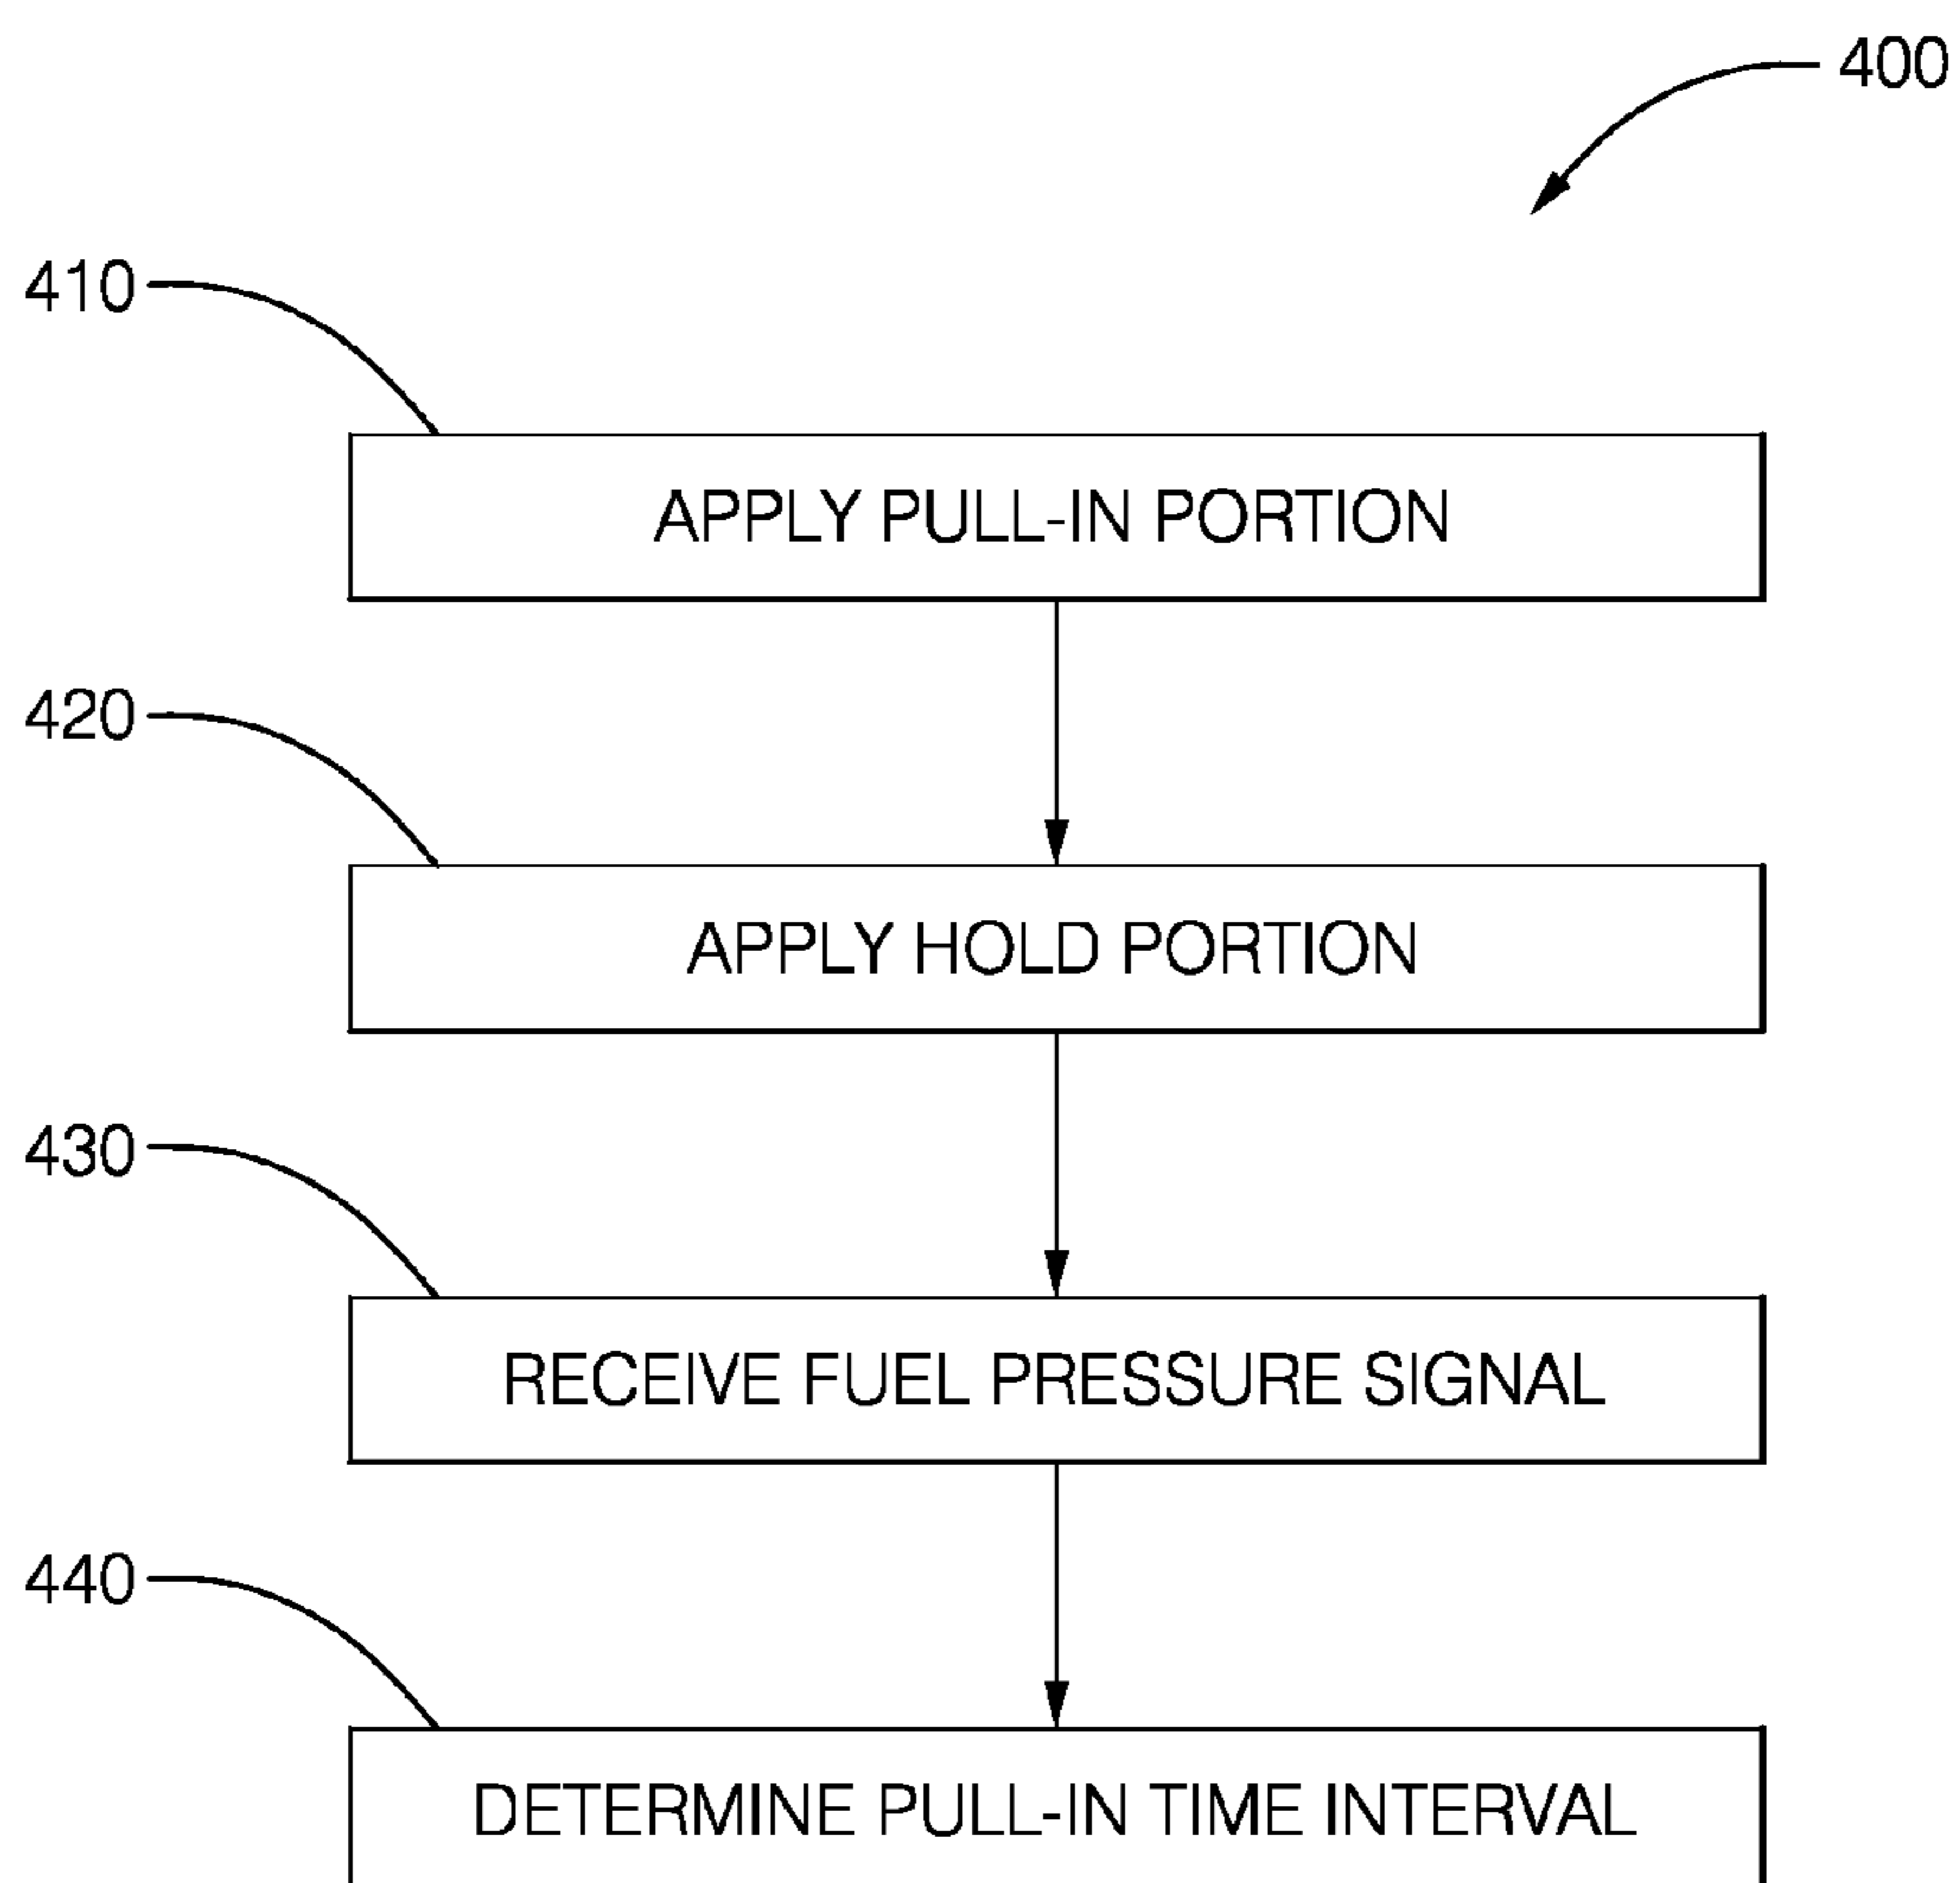 400
410
APPLY PULL-IN PORTION
420
APPLY HOLD PORTION
430
RECEIVE FUEL PRESSURE SIGNAL
440
DETERMINE PULL-IN TIME INTERVAL